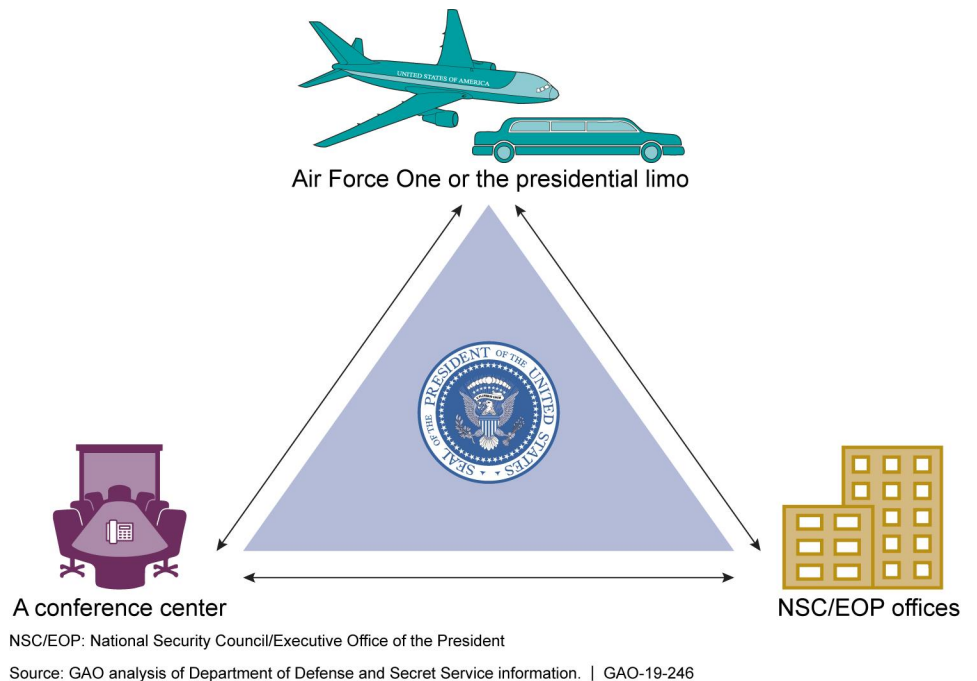 UNITED STATES OF AMERICA
Air Force One or the presidential limo
SEAL OF THE PRESIDENT OF THE UNITED STATES
A conference center
NSC/EOP offices
NSC/EOP: National Security Council/Executive Office of the President
Source: GAO analysis of Department of Defense and Secret Service information. | GAO-19-246